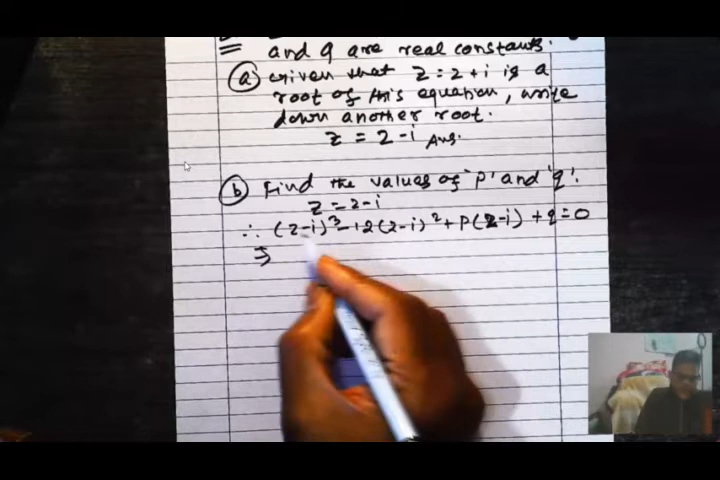 and q are real constants.
(a) Given that z = 2 + i is a
root of this equation, write
down another root.
z = 2 - i Ans.
(b) Find the values of 'p' and 'q'.
z = 2 - i
∴ (2-i)³ - 12(2-i)² + p(2-i) + q = 0
⇒